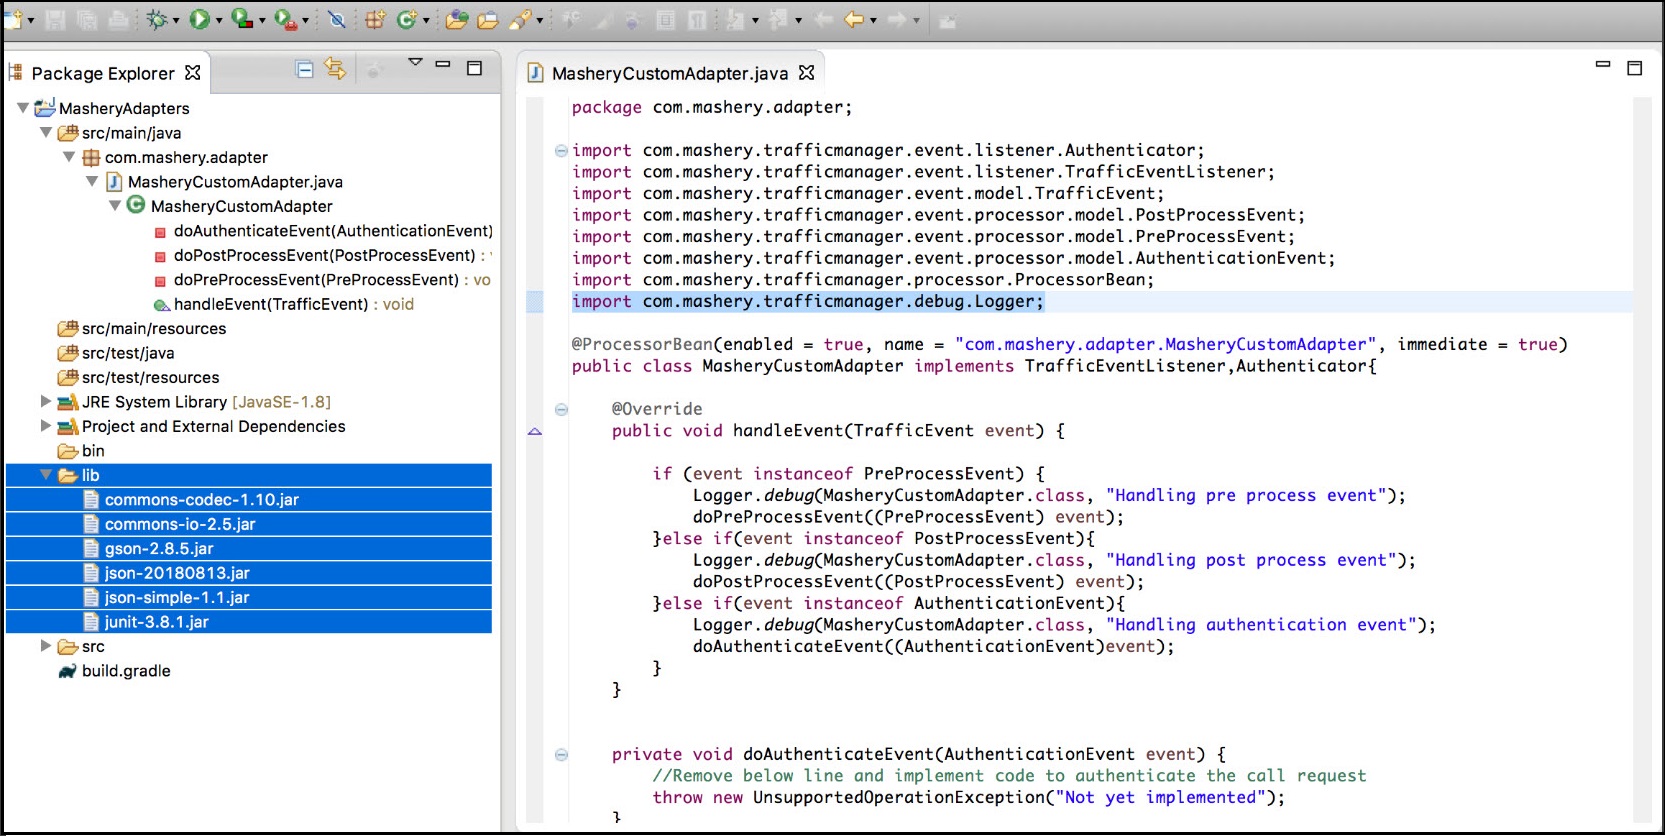 Package Explorer
MasheryAdapters
src/main/java
com.mashery.adapter
MasheryCustomAdapter.java
MasheryCustomAdapter
doAuthenticateEvent(AuthenticationEvent)
doPostProcessEvent(PostProcessEvent) :
doPreProcessEvent(PreProcessEvent) : vo
handleEvent(TrafficEvent) : void
src/main/resources
src/test/java
src/test/resources
JRE System Library [JavaSE-1.8]
Project and External Dependencies
bin
lib
commons-codec-1.10.jar
commons-io-2.5.jar
gson-2.8.5.jar
json-20180813.jar
json-simple-1.1.jar
junit-3.8.1.jar
src
build.gradle
MasheryCustomAdapter.java
package com.mashery.adapter;
import com.mashery.trafficmanager.event.listener.Authenticator;
import com.mashery.trafficmanager.event.listener.TrafficEventListener;
import com.mashery.trafficmanager.event.model.TrafficEvent;
import com.mashery.trafficmanager.event.processor.model.PostProcessEvent;
import com.mashery.trafficmanager.event.processor.model.PreProcessEvent;
import com.mashery.trafficmanager.event.processor.model.AuthenticationEvent;
import com.mashery.trafficmanager.processor.ProcessorBean;
import com.mashery.trafficmanager.debug.Logger;
@ProcessorBean(enabled = true, name = "com.mashery.adapter.MasheryCustomAdapter", immediate = true)
public class MasheryCustomAdapter implements TrafficEventListener,Authenticator{
@Override
public void handleEvent(TrafficEvent event) {
if (event instanceof PreProcessEvent) {
Logger.debug(MasheryCustomAdapter.class, "Handling pre process event");
doPreProcessEvent((PreProcessEvent) event);
}else if(event instanceof PostProcessEvent){
Logger.debug(MasheryCustomAdapter.class, "Handling post process event");
doPostProcessEvent((PostProcessEvent) event);
}else if(event instanceof AuthenticationEvent){
Logger.debug(MasheryCustomAdapter.class, "Handling authentication event");
doAuthenticateEvent((AuthenticationEvent)event);
}
}
private void doAuthenticateEvent(AuthenticationEvent event) {
//Remove below line and implement code to authenticate the call request
throw new UnsupportedOperationException("Not yet implemented");
}